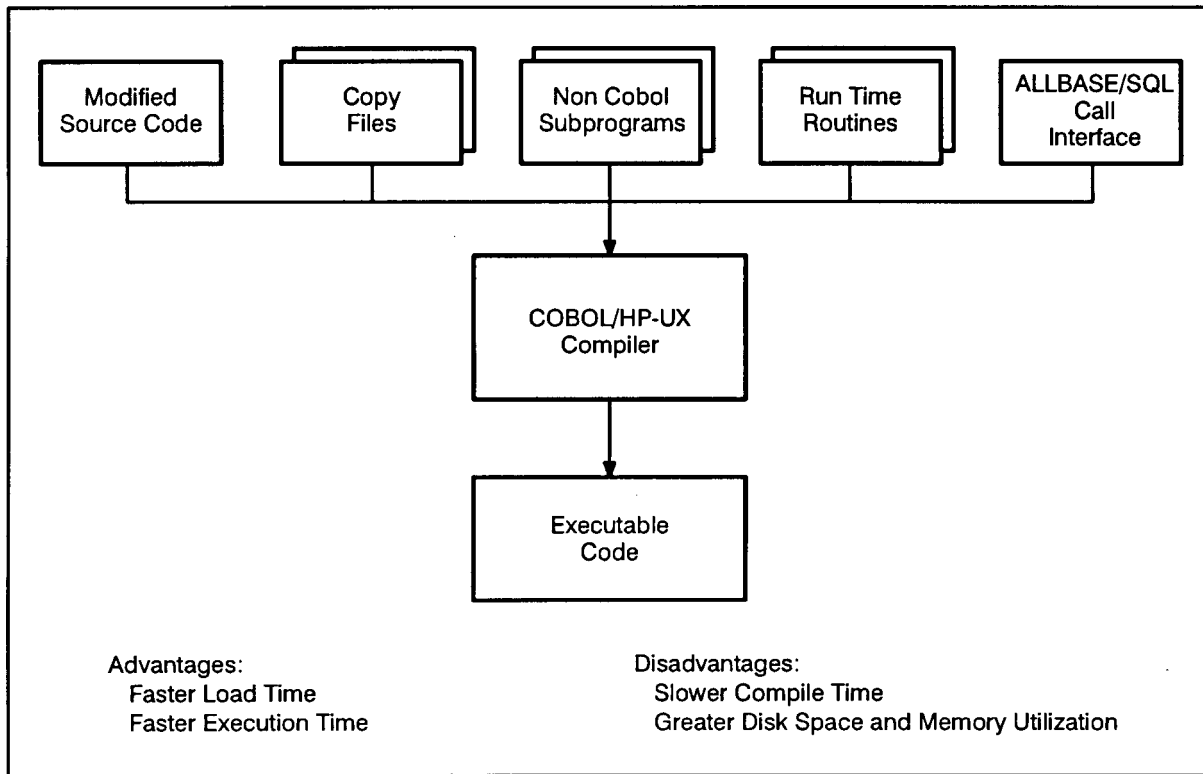 Modified
Source Code
Copy
Files
Non Cobol
Subprograms
Run Time
Routines
ALLBASE/SQL
Call
Interface
COBOL/HP-UX
Compiler
Executable
Code
Advantages:
Faster Load Time
Faster Execution Time
Disadvantages:
Slower Compile Time
Greater Disk Space and Memory Utilization